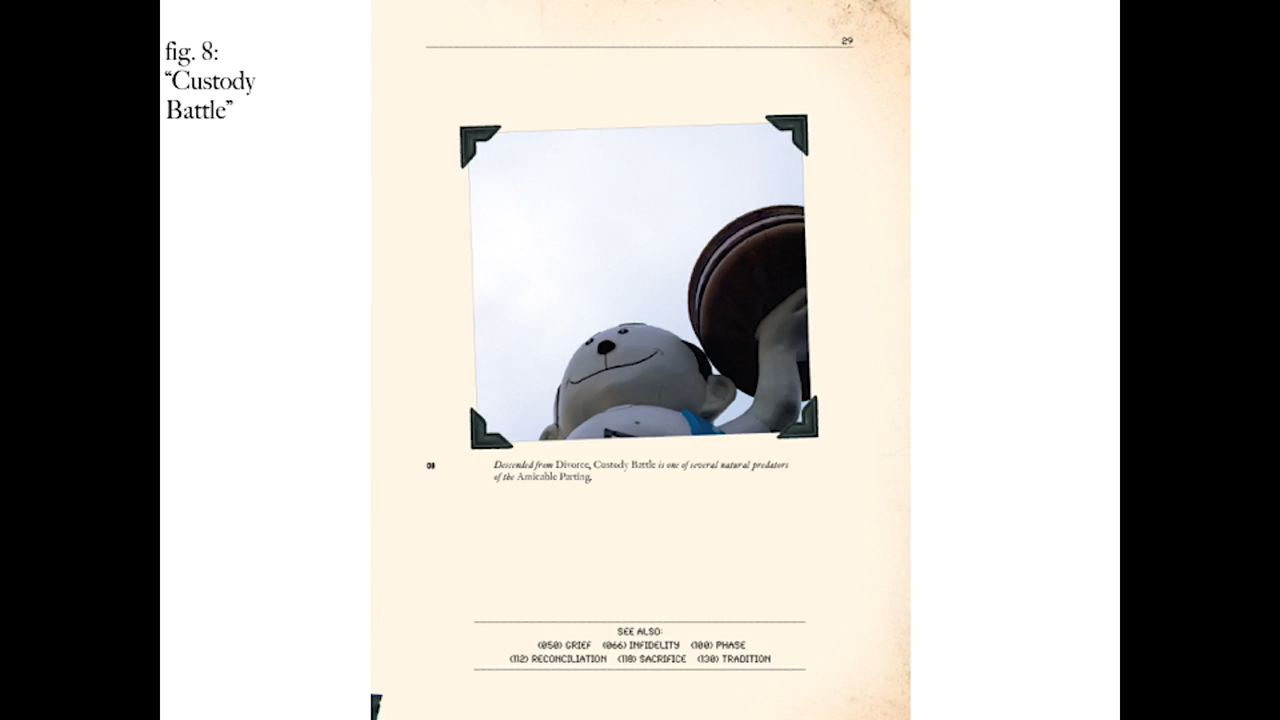 fig. 8:
“Custody
Battle”
29
08
Descended from Divorce, Custody Battle is one of several natural predators
of the Amicable Parting.
SEE ALSO:
(050) GRIEF (066) INFIDELITY (100) PHASE
(112) RECONCILIATION (118) SACRIFICE (130) TRADITION